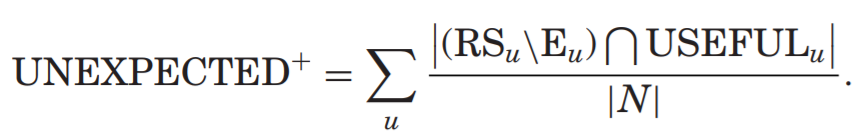 UNEXPECTED⁺ = ∑_u |(RS_u\E_u) ⋂ USEFUL_u| / |N| .